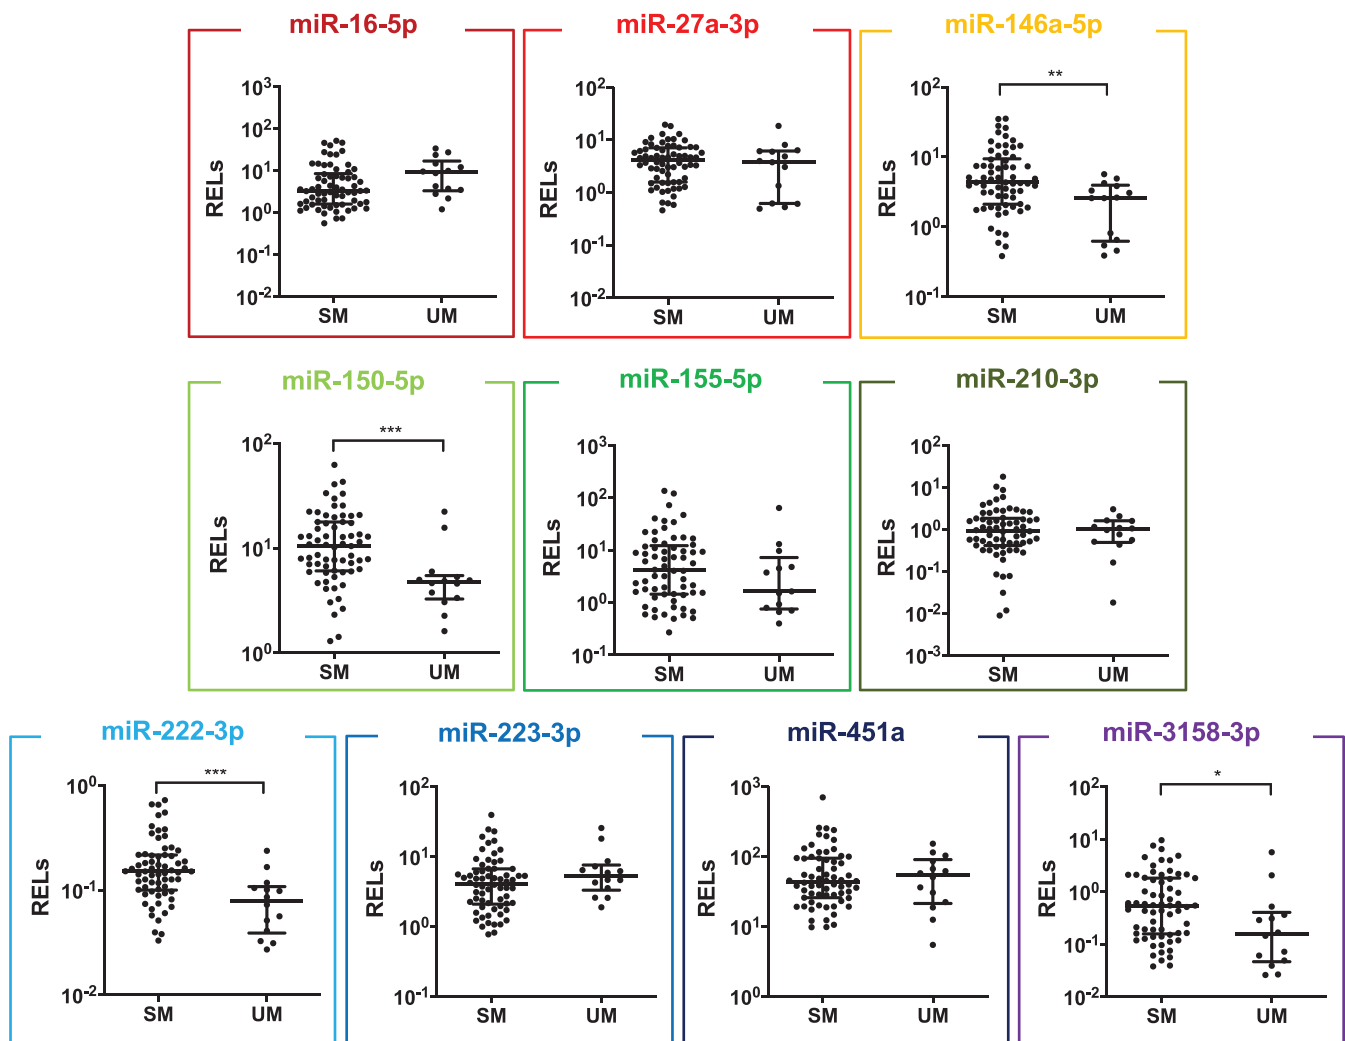 miR-16-5p
miR-27a-3p
miR-146a-5p
RELs
10³
10²
10¹
10⁰
10⁻¹
10⁻²
SM
UM
RELs
10²
10¹
10⁰
10⁻¹
10⁻²
SM
UM
RELs
10²
10¹
10⁰
10⁻¹
**
SM
UM
miR-150-5p
miR-155-5p
miR-210-3p
RELs
10²
10¹
10⁰
***
SM
UM
RELs
10³
10²
10¹
10⁰
10⁻¹
SM
UM
RELs
10²
10¹
10⁰
10⁻¹
10⁻²
10⁻³
SM
UM
miR-222-3p
miR-223-3p
miR-451a
miR-3158-3p
RELs
10⁰
10⁻¹
10⁻²
***
SM
UM
RELs
10²
10¹
10⁰
10⁻¹
SM
UM
RELs
10³
10²
10¹
10⁰
SM
UM
RELs
10²
10¹
10⁰
10⁻¹
10⁻²
*
SM
UM